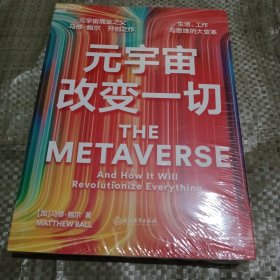 元宇宙商业之父
马修·鲍尔 开创之作
生活、工作
与思维的大变革
元宇宙
改变一切
THE
METAVERSE
And How It Will
Revolutionize Everything
[加]马修·鲍尔 著
MATTHEW BALL